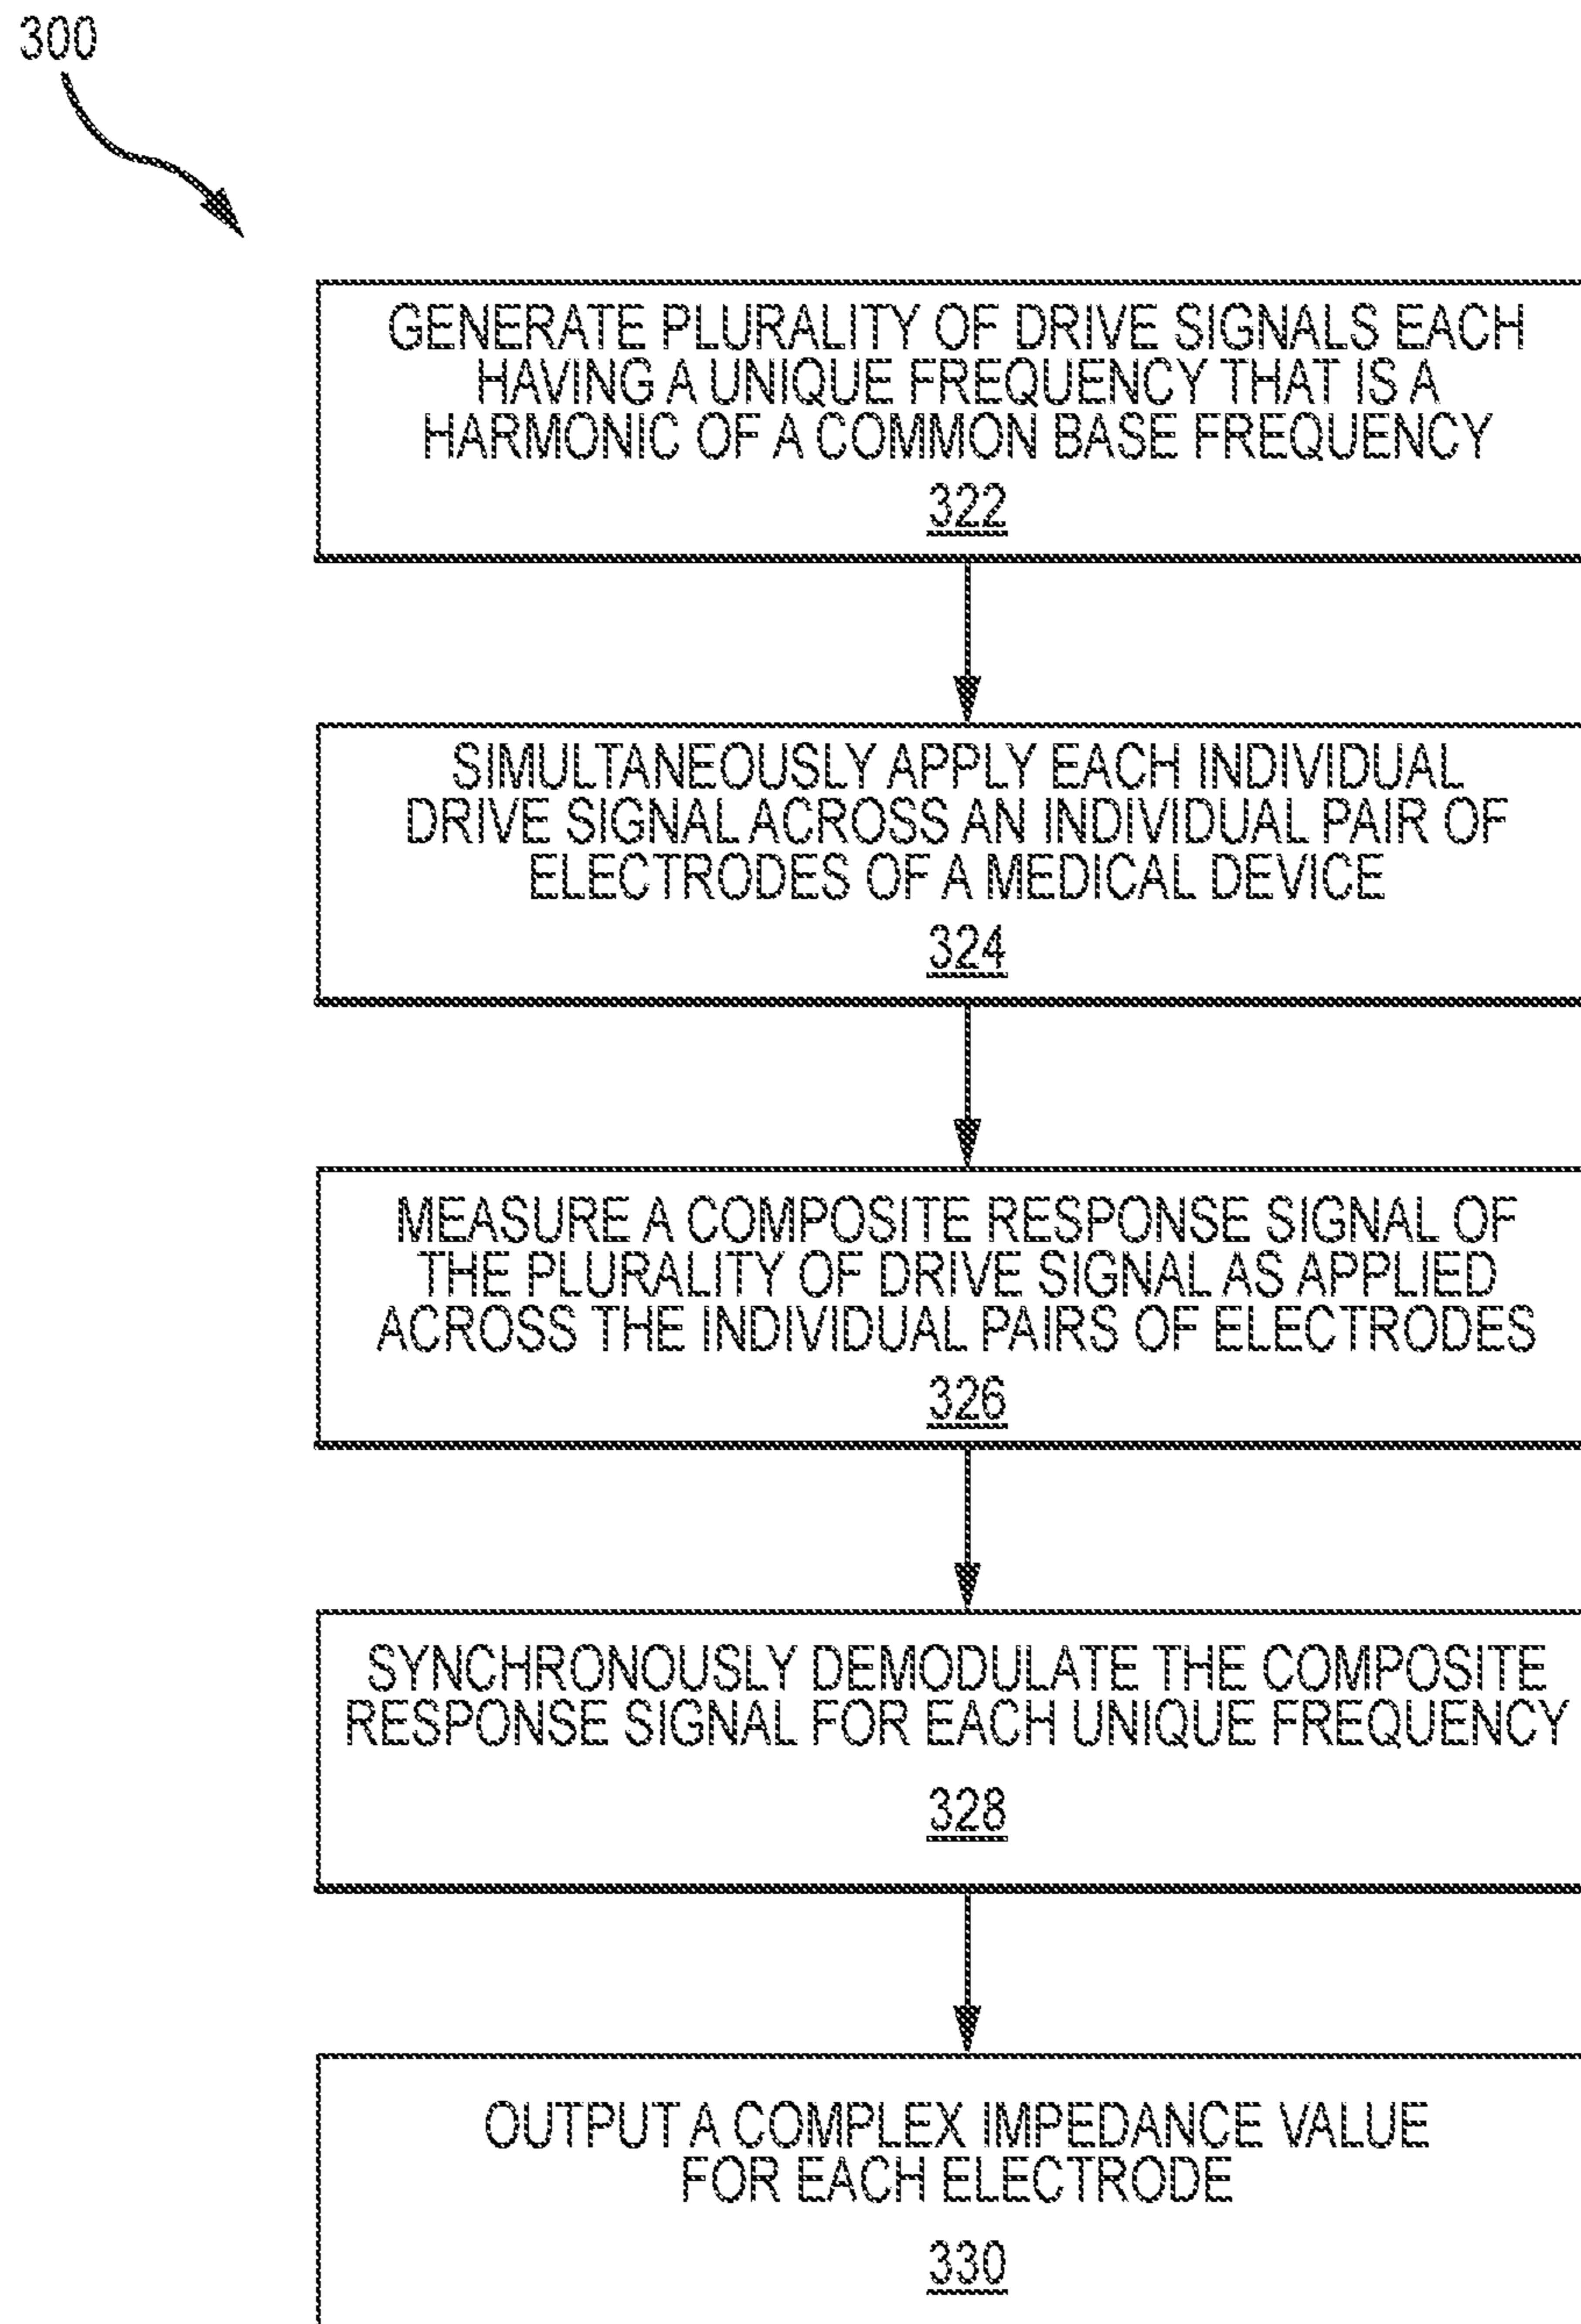 300
GENERATE PLURALITY OF DRIVE SIGNALS EACH
HAVING A UNIQUE FREQUENCY THAT IS A
HARMONIC OF A COMMON BASE FREQUENCY
322
SIMULTANEOUSLY APPLY EACH INDIVIDUAL
DRIVE SIGNAL ACROSS AN INDIVIDUAL PAIR OF
ELECTRODES OF A MEDICAL DEVICE
324
MEASURE A COMPOSITE RESPONSE SIGNAL OF
THE PLURALITY OF DRIVE SIGNAL AS APPLIED
ACROSS THE INDIVIDUAL PAIRS OF ELECTRODES
326
SYNCHRONOUSLY DEMODULATE THE COMPOSITE
RESPONSE SIGNAL FOR EACH UNIQUE FREQUENCY
328
OUTPUT A COMPLEX IMPEDANCE VALUE
FOR EACH ELECTRODE
330